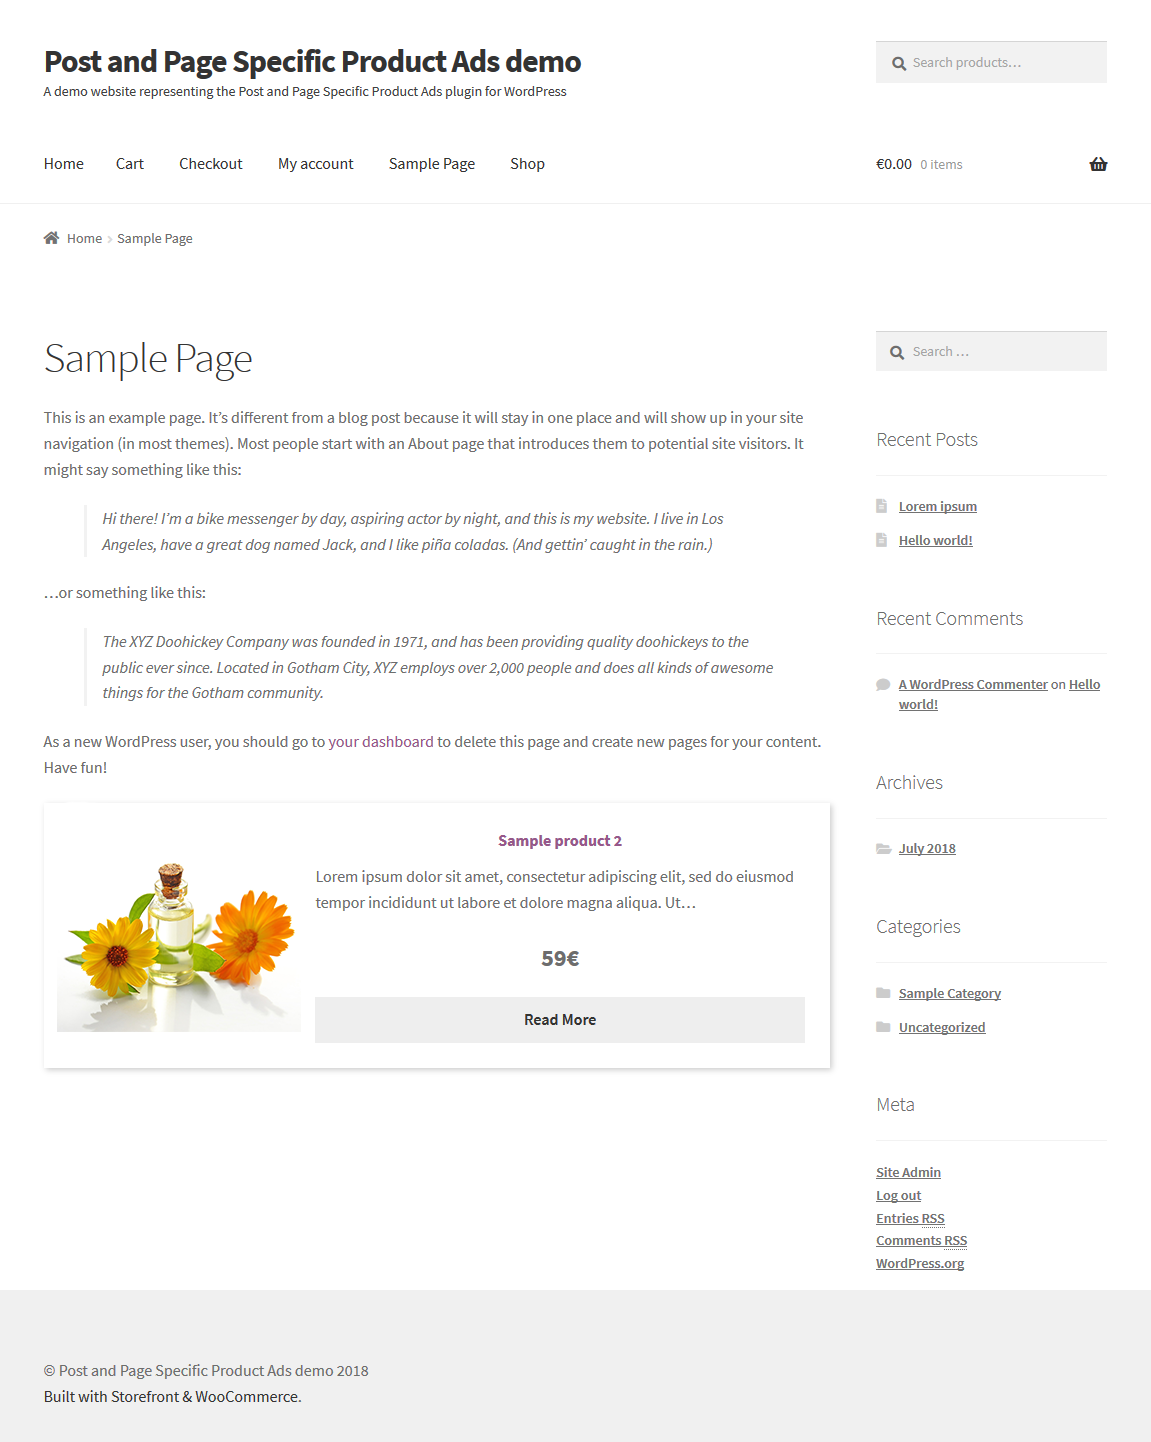 Post and Page Specific Product Ads demo
A demo website representing the Post and Page Specific Product Ads plugin for WordPress
Search products…
Home Cart Checkout My account Sample Page Shop
€0.00 0 items
Home Sample Page
Sample Page
This is an example page. It’s different from a blog post because it will stay in one place and will show up in your site
navigation (in most themes). Most people start with an About page that introduces them to potential site visitors. It
might say something like this:
Hi there! I’m a bike messenger by day, aspiring actor by night, and this is my website. I live in Los
Angeles, have a great dog named Jack, and I like piña coladas. (And gettin’ caught in the rain.)
…or something like this:
The XYZ Doohickey Company was founded in 1971, and has been providing quality doohickeys to the
public ever since. Located in Gotham City, XYZ employs over 2,000 people and does all kinds of awesome
things for the Gotham community.
As a new WordPress user, you should go to your dashboard to delete this page and create new pages for your content.
Have fun!
Sample product 2
Lorem ipsum dolor sit amet, consectetur adipiscing elit, sed do eiusmod
tempor incididunt ut labore et dolore magna aliqua. Ut…
59€
Read More
Search …
Recent Posts
Lorem ipsum
Hello world!
Recent Comments
A WordPress Commenter on Hello
world!
Archives
July 2018
Categories
Sample Category
Uncategorized
Meta
Site Admin
Log out
Entries RSS
Comments RSS
WordPress.org
© Post and Page Specific Product Ads demo 2018
Built with Storefront & WooCommerce.